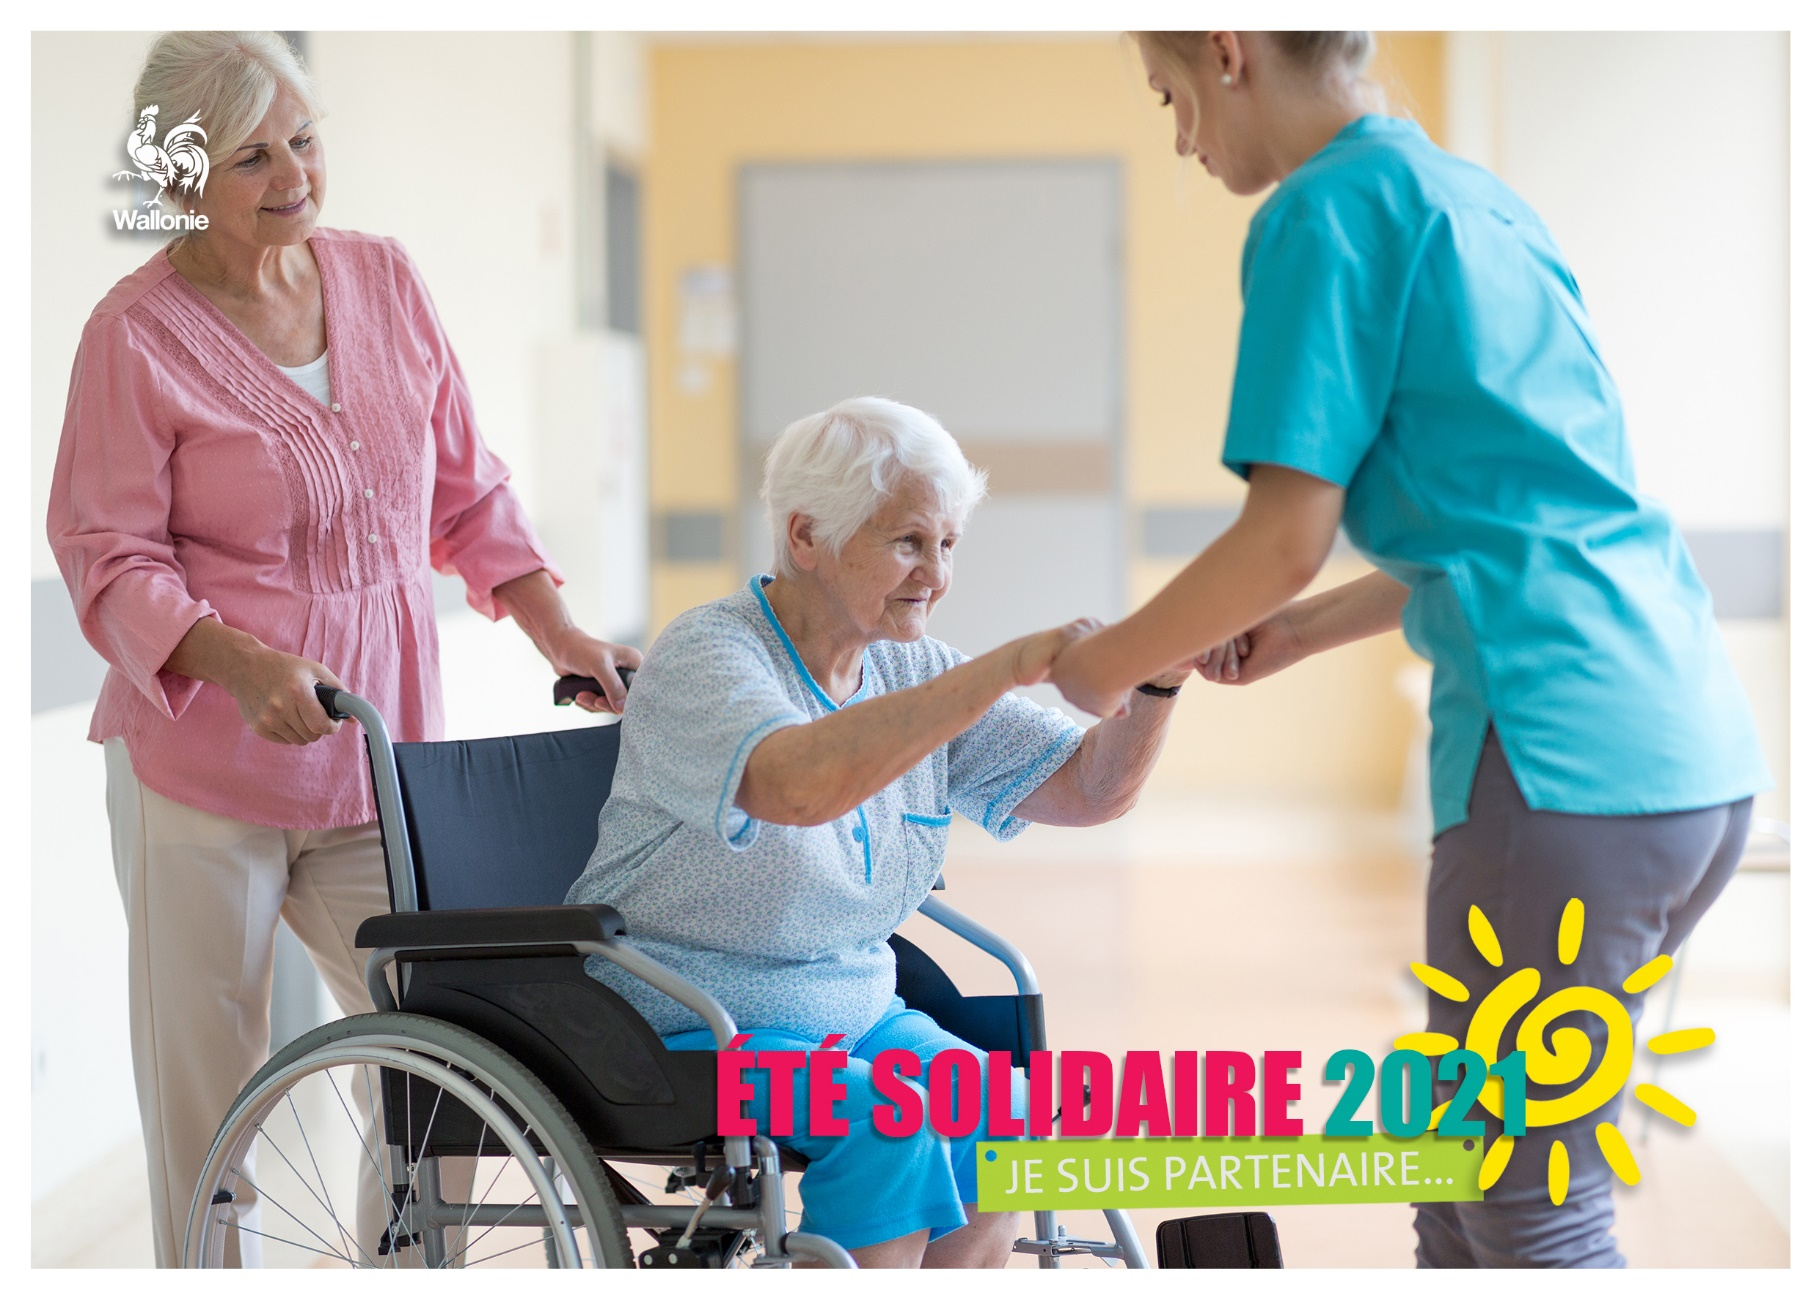 Wallonie
ÉTÉ SOLIDAIRE 2021
JE SUIS PARTENAIRE...